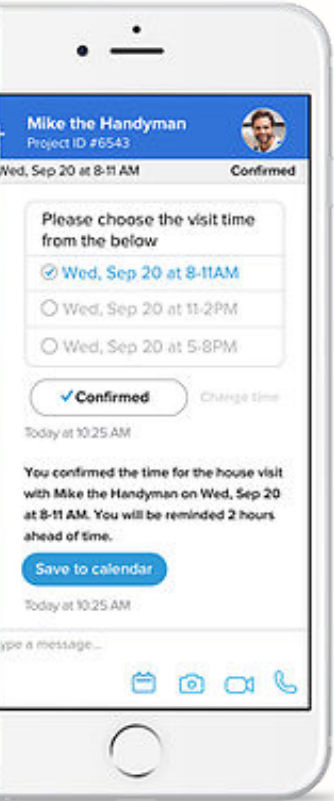 Mike the Handyman
Project ID #6543
Wed, Sep 20 at 8-11 AM Confirmed
Please choose the visit time
from the below
Wed, Sep 20 at 8-11AM
Wed, Sep 20 at 11-2PM
Wed, Sep 20 at 5-8PM
Confirmed Change time
Today at 10:25 AM
You confirmed the time for the house visit
with Mike the Handyman on Wed, Sep 20
at 8-11 AM. You will be reminded 2 hours
ahead of time.
Save to calendar
Today at 10:25 AM
ype a message...